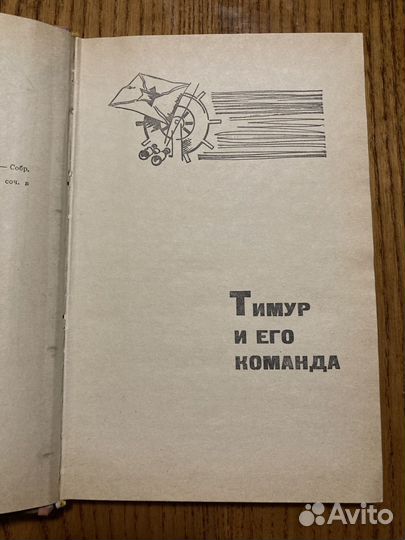 — Собр.
соч. в
Тимур
и его
команда
Avito